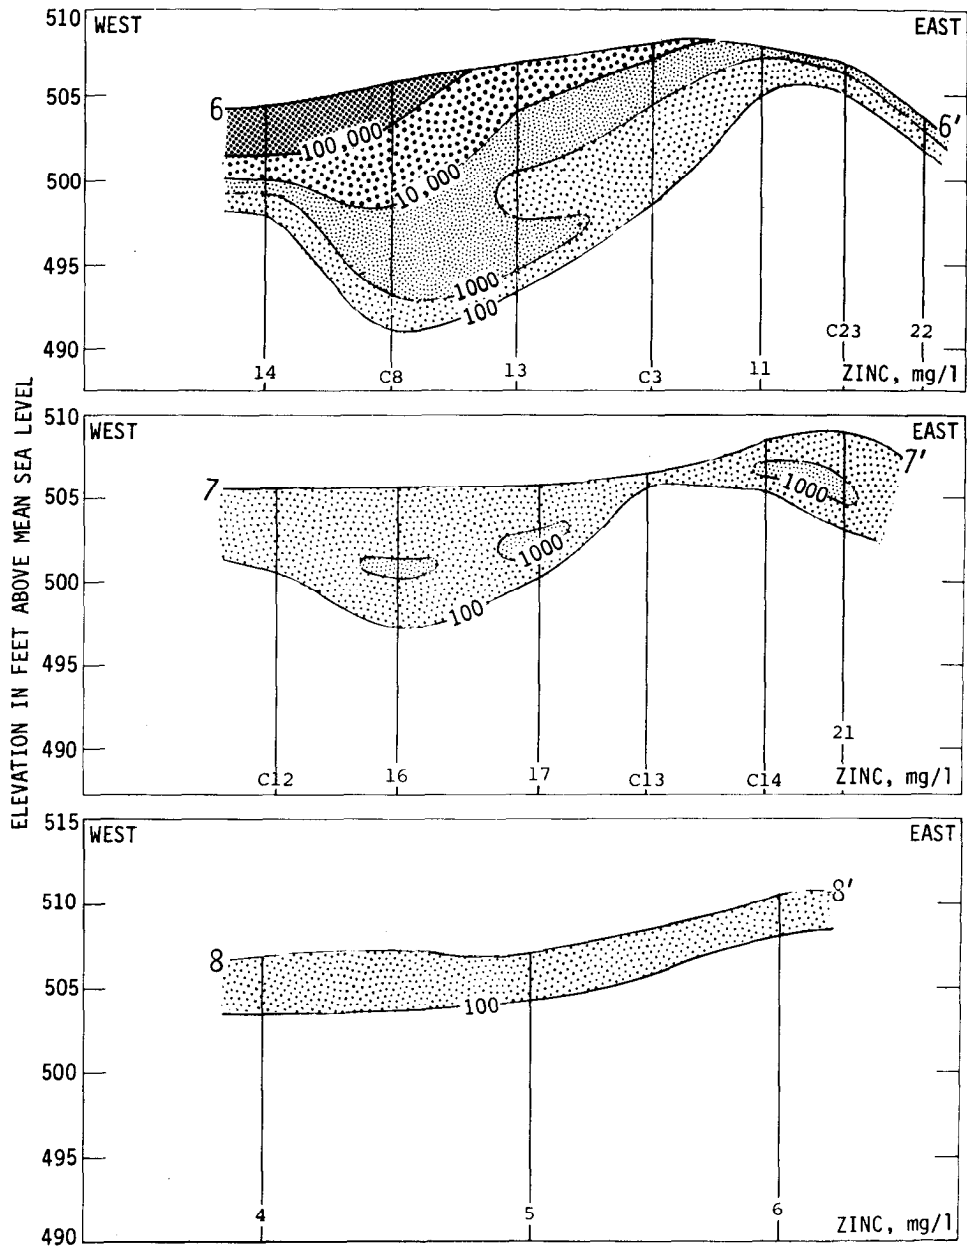 ELEVATION IN FEET ABOVE MEAN SEA LEVEL
510
WEST
EAST
505
6
6'
100,000
500
10,000
495
1000
100
C23
22
490
14
C8
13
C3
11
ZINC, mg/l
510
WEST
EAST
7
7'
505
1000
1000
500
100
495
490
21
C12
16
17
C13
C14
ZINC, mg/l
515
WEST
EAST
510
8'
8
505
100
500
495
4
5
6
490
ZINC, mg/l